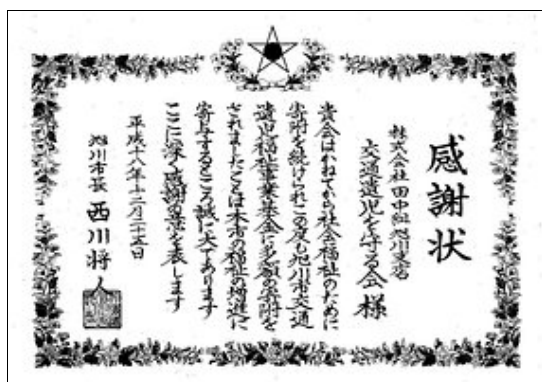 感謝状
株式会社田中組旭川支店
交通遺児を守る会 様
貴会はかねてから社会福祉のために
寄附を続けられこの度も旭川市交通
遺児福祉事業基金に多額の寄附を
されましたことは本市の福祉の増進に
寄与するところ誠に大であります
ここに深く感謝の意を表します
平成十八年十二月二十五日
旭川市長 西川将人